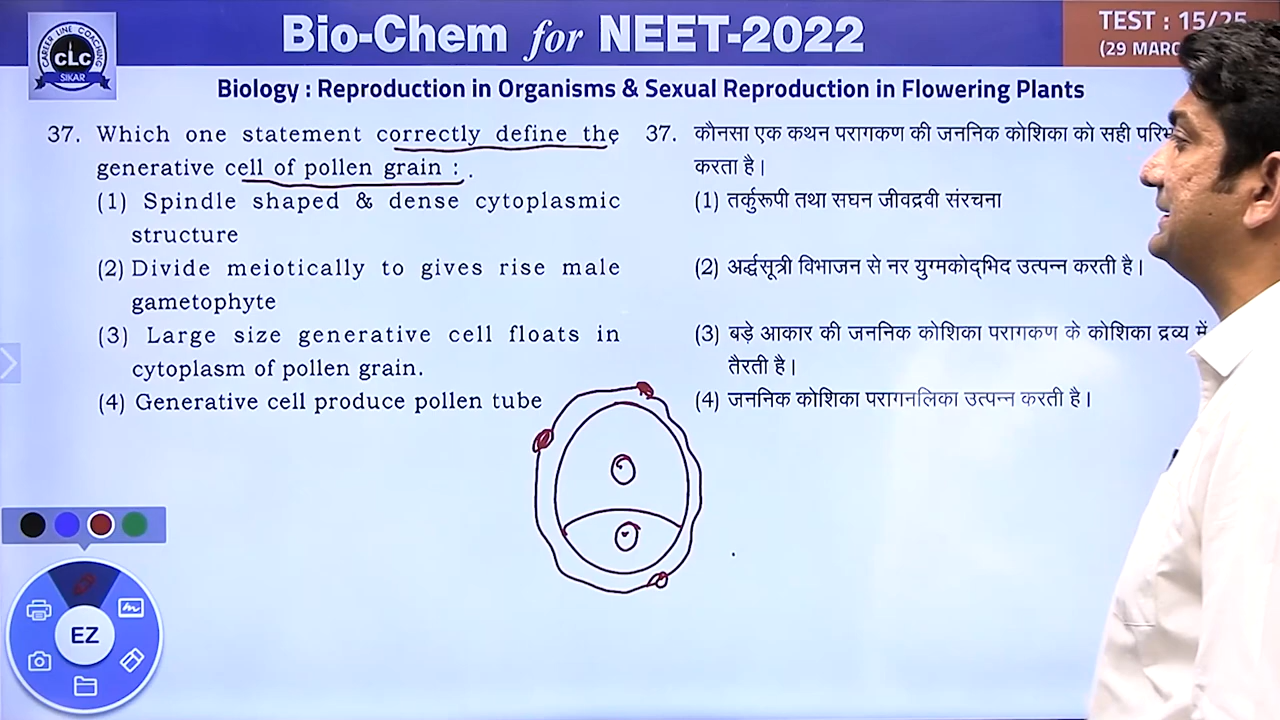 CAREER LINE COACHING
CLC
SIKAR
Bio-Chem for NEET-2022
TEST : 15/25
(29
Biology : Reproduction in Organisms & Sexual Reproduction in Flowering Plants
37. Which one statement correctly define the
generative cell of pollen grain :
(1) Spindle shaped & dense cytoplasmic
structure
(2) Divide meiotically to gives rise male
gametophyte
(3) Large size generative cell floats in
cytoplasm of pollen grain.
(4) Generative cell produce pollen tube
37. कौनसा एक कथन परागकण की जननिक कोशिका को सही
करता है।
(1) तर्कुरूपी तथा सघन जीवद्रवी संरचना
(2) अर्द्धसूत्री विभाजन से नर युग्मकोद्भिद उत्पन्न करती है।
(3) बड़े आकार की जननिक कोशिका परागकण के कोशिका द्रव्य में
तैरती है।
(4) जननिक कोशिका परागनलिका उत्पन्न करती है।
EZ